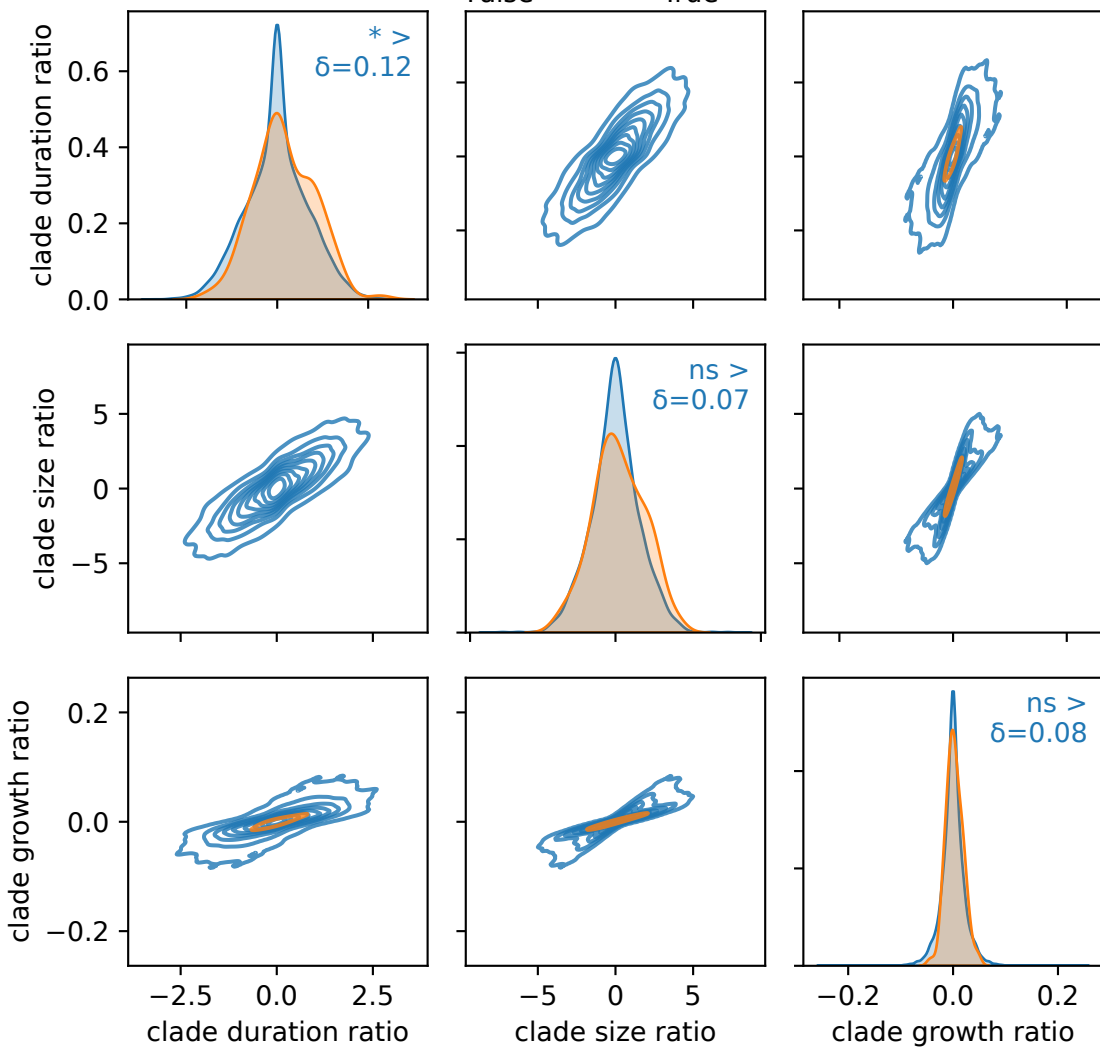 True
clade duration ratio
0.6
0.4
0.2
0.0
* >
δ=0.12
clade size ratio
5
0
−5
ns >
δ=0.07
clade growth ratio
0.2
0.0
−0.2
ns >
δ=0.08
−2.5 0.0 2.5
−5 0 5
−0.2 0.0 0.2
clade duration ratio
clade size ratio
clade growth ratio